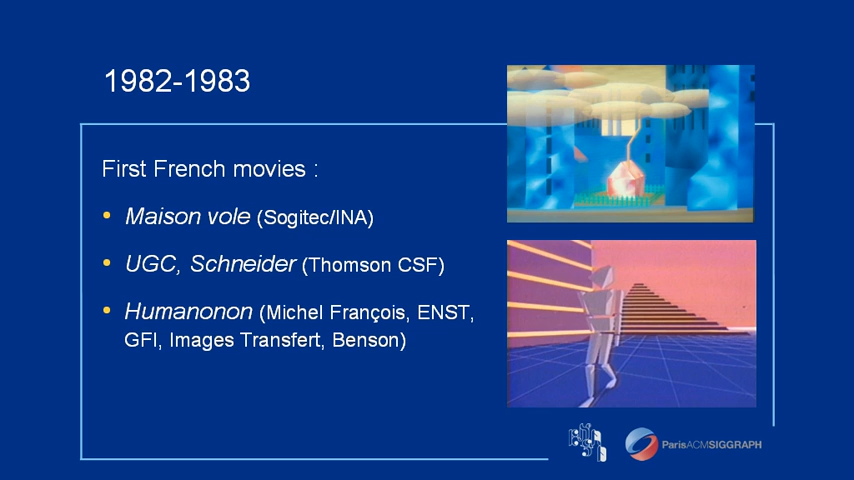 1982-1983
First French movies :
• Maison vole (Sogitec/INA)
• UGC, Schneider (Thomson CSF)
• Humanonon (Michel François, ENST,
GFI, Images Transfert, Benson)
ParisACMSIGGRAPH